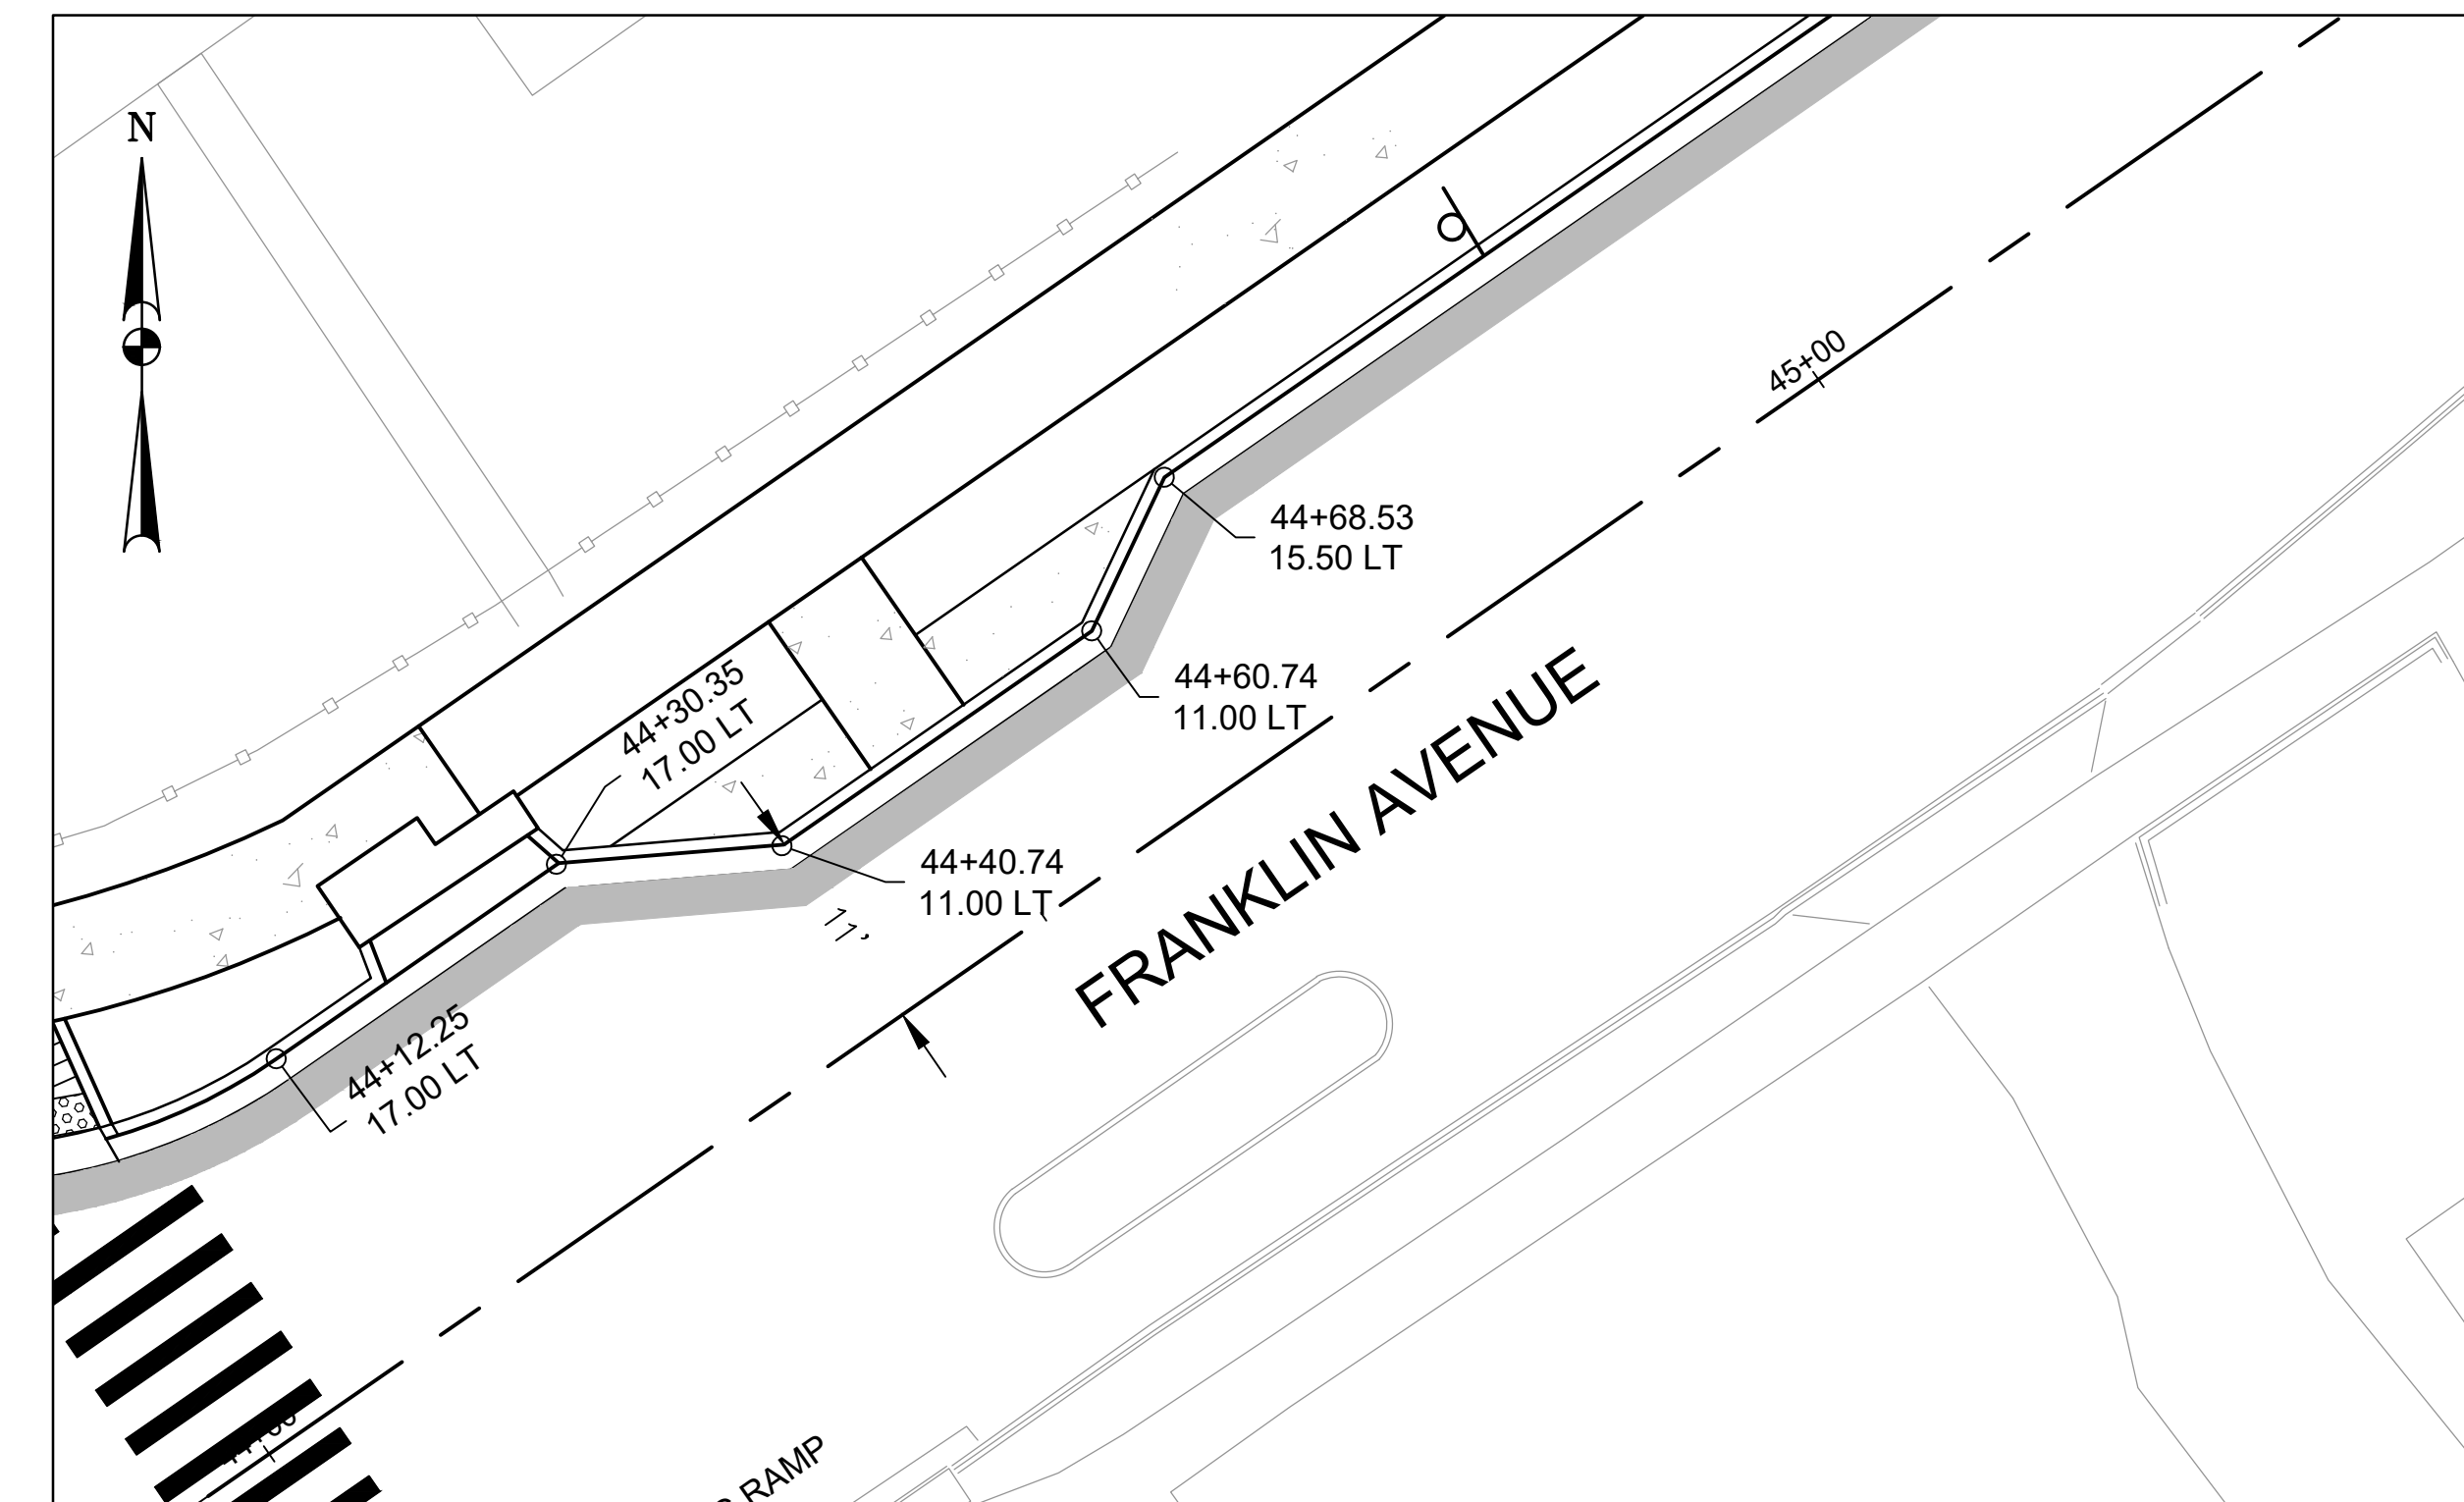 N
45+00
44+68.53
15.50 LT
44+60.74
11.00 LT
44+30.35
17.00 LT
44+40.74
11.00 LT
FRANKLIN AVENUE
44+12.25
17.00 LT
RAMP